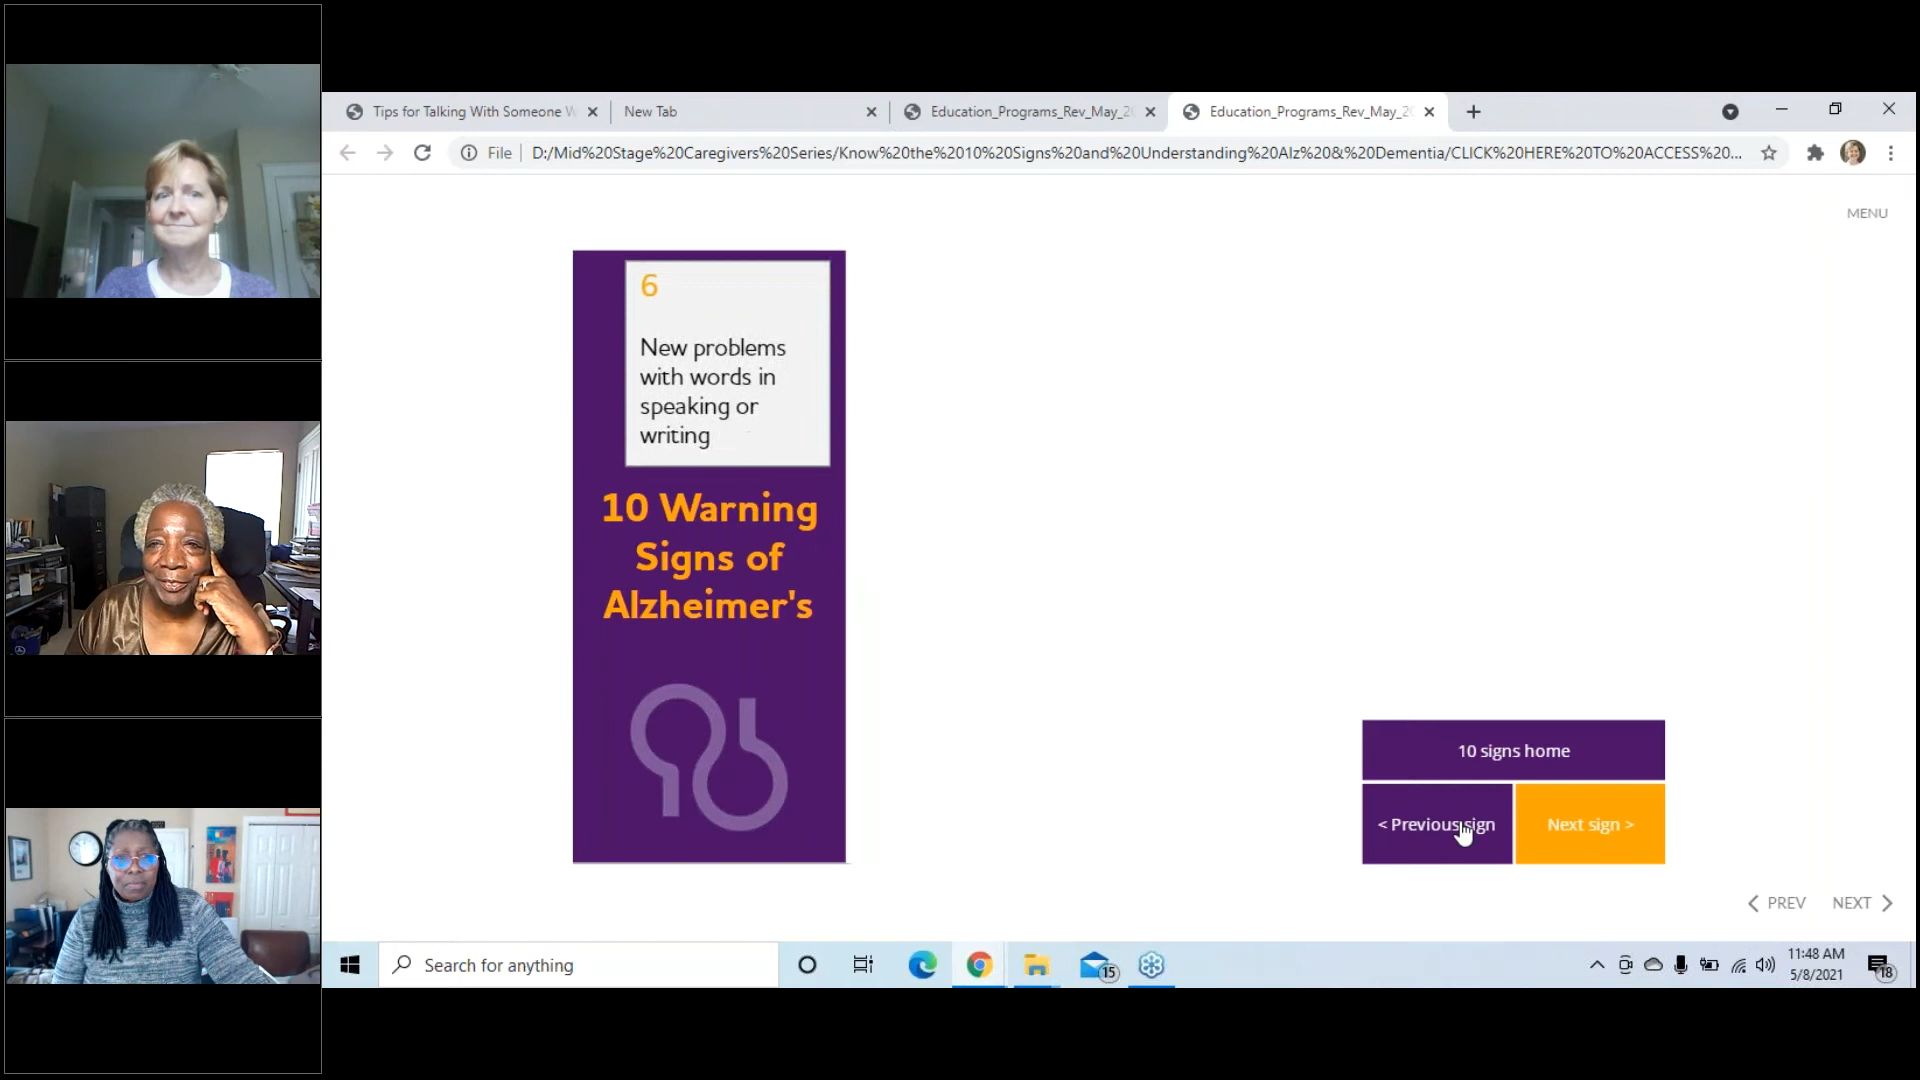 Tips for Talking With Someone W
New Tab
Education_Programs_Rev_May_20
Education_Programs_Rev_May_20
File
D:/Mid%20Stage%20Caregivers%20Series/Know%20the%2010%20Signs%20and%20Understanding%20Alz%20&%20Dementia/CLICK%20HERE%20TO%20ACCESS%20...
MENU
6
New problems
with words in
speaking or
writing
10 Warning
Signs of
Alzheimer's
10 signs home
< Previous sign
Next sign >
PREV
NEXT
Search for anything
15
11:48 AM
5/8/2021
18